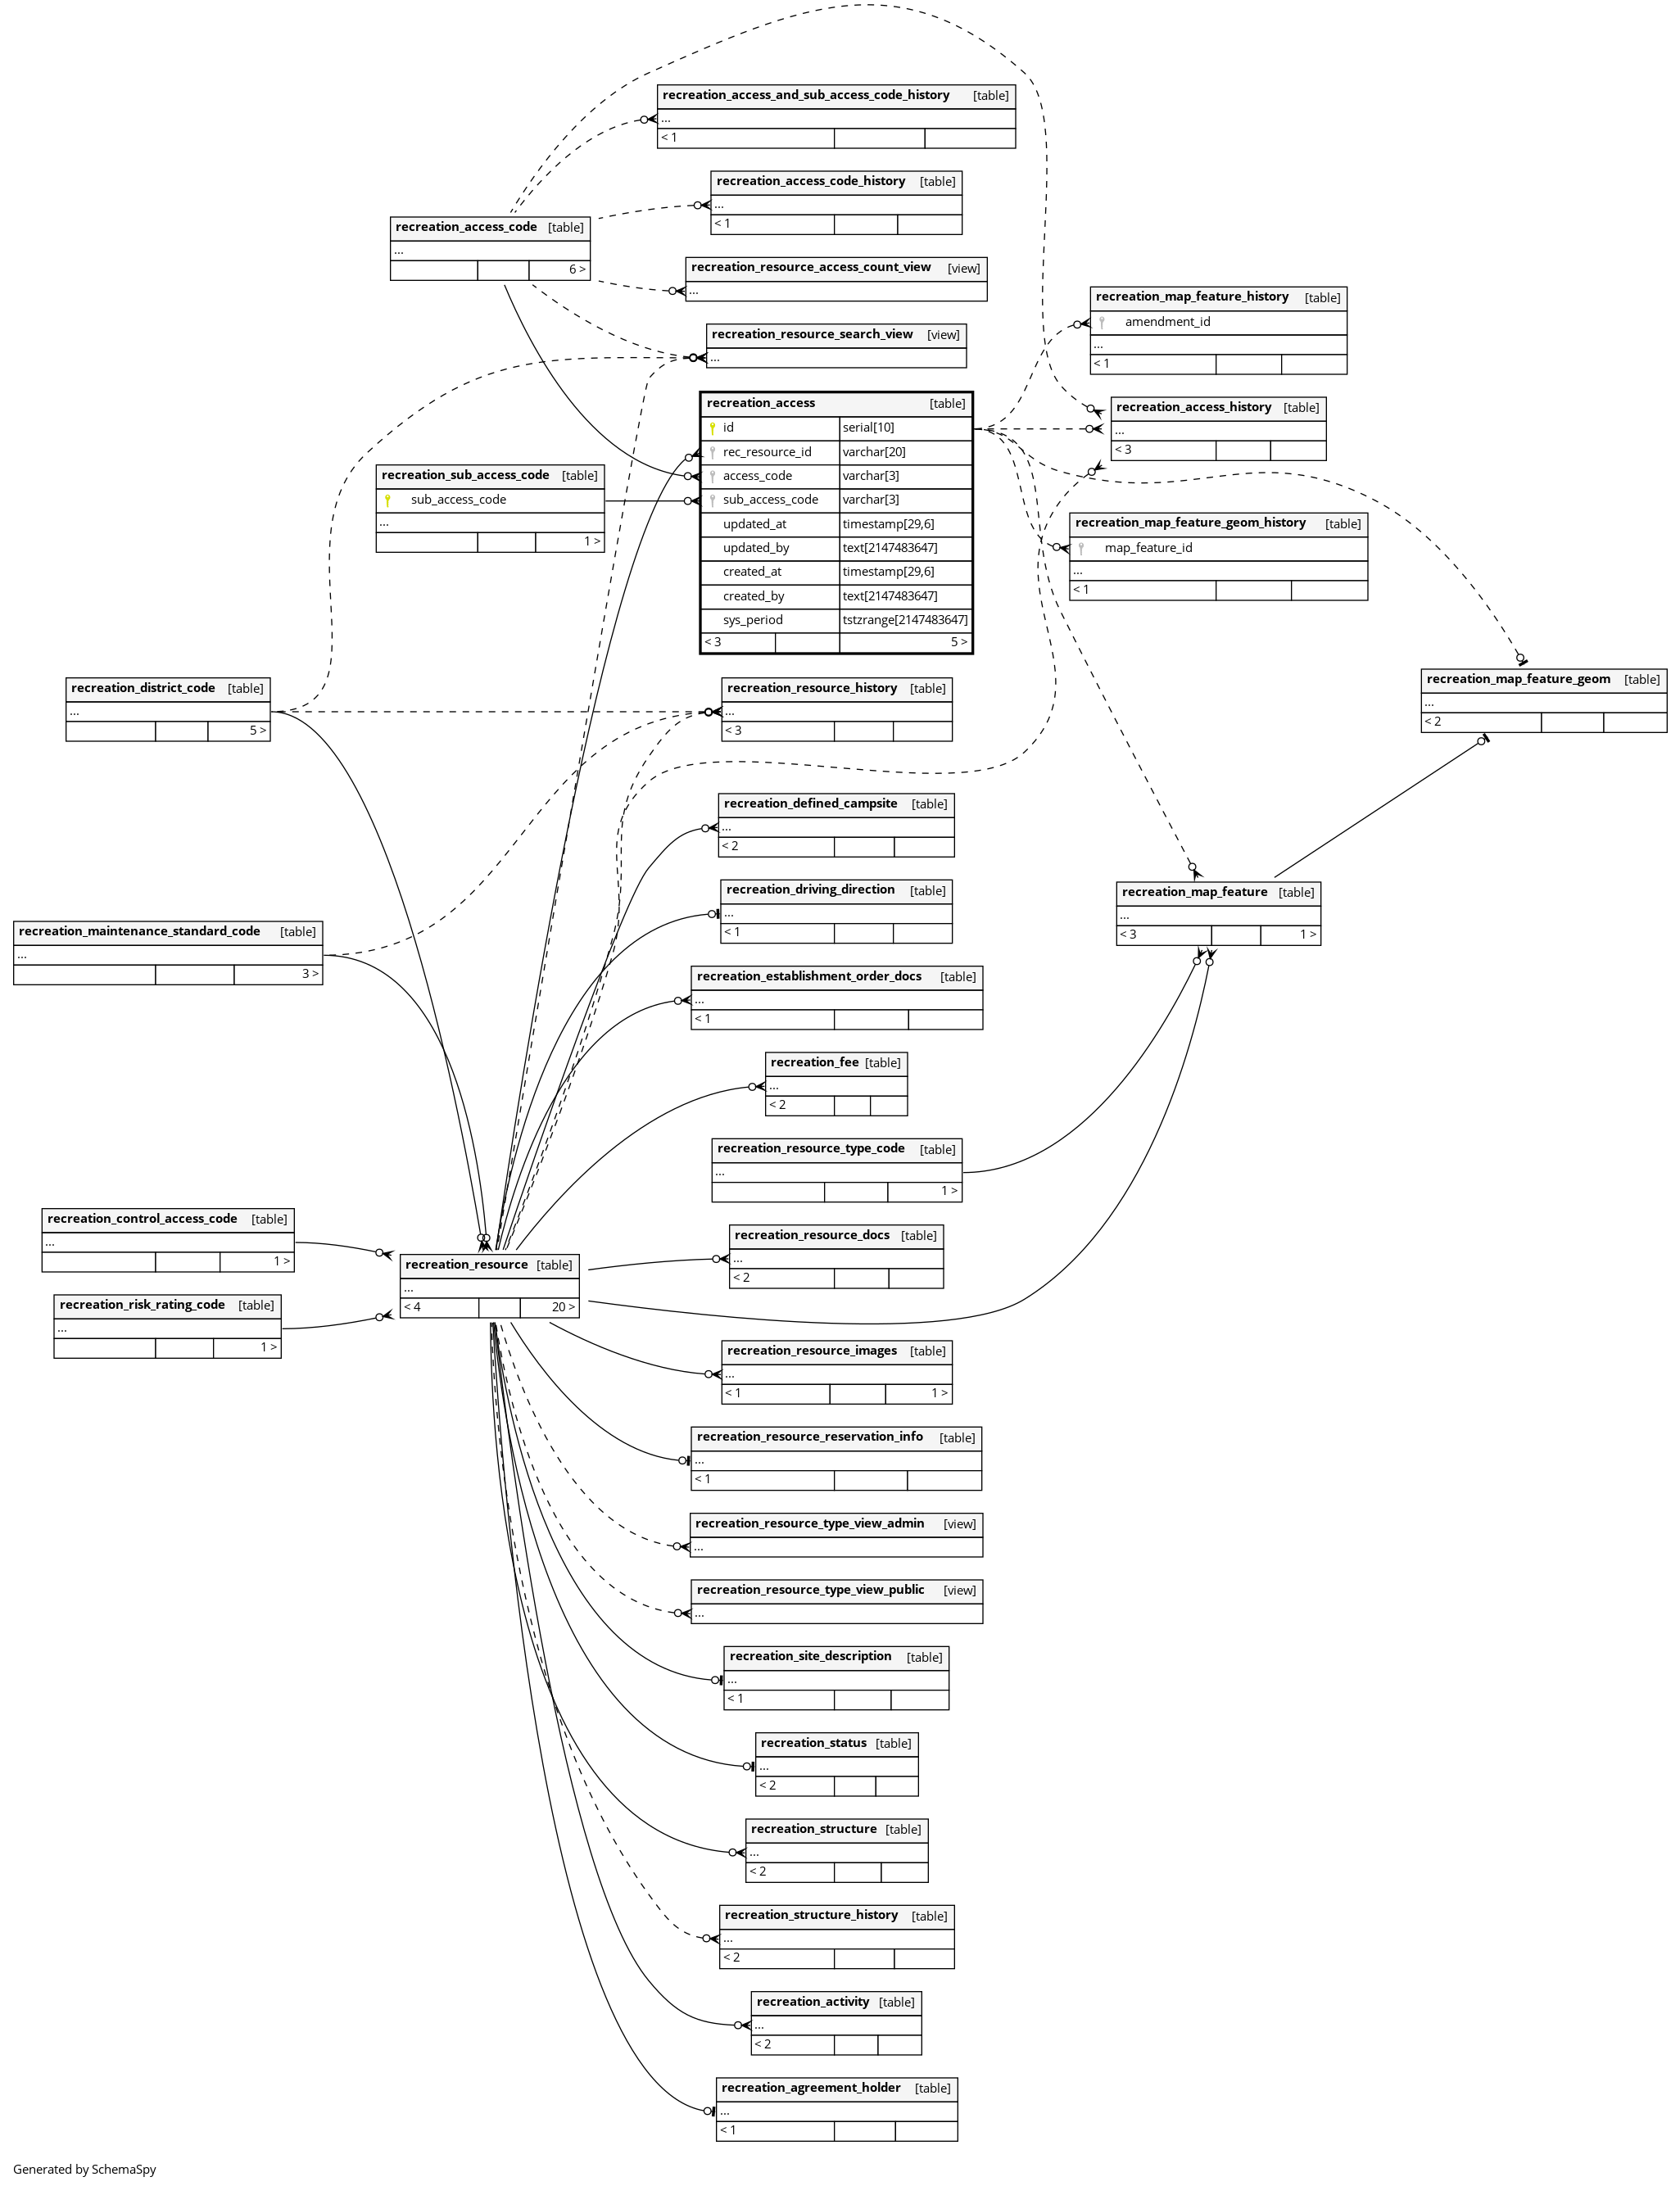 recreation_access_and_sub_access_code_history [table]
...
< 1
recreation_access_code_history [table]
...
< 1
recreation_access_code [table]
...
6 >
recreation_resource_access_count_view [view]
...
recreation_resource_search_view [view]
...
recreation_map_feature_history [table]
amendment_id
...
< 1
recreation_access [table]
id serial[10]
rec_resource_id varchar[20]
access_code varchar[3]
sub_access_code varchar[3]
updated_at timestamp[29,6]
updated_by text[2147483647]
created_at timestamp[29,6]
created_by text[2147483647]
sys_period tstzrange[2147483647]
< 3 5 >
recreation_access_history [table]
...
< 3
recreation_sub_access_code [table]
sub_access_code
...
1 >
recreation_map_feature_geom_history [table]
map_feature_id
...
< 1
recreation_map_feature_geom [table]
...
< 2
recreation_district_code [table]
...
5 >
recreation_resource_history [table]
...
< 3
recreation_defined_campsite [table]
...
< 2
recreation_driving_direction [table]
...
< 1
recreation_map_feature [table]
...
< 3 1 >
recreation_maintenance_standard_code [table]
...
3 >
recreation_establishment_order_docs [table]
...
< 1
recreation_fee [table]
...
< 2
recreation_resource_type_code [table]
...
1 >
recreation_control_access_code [table]
...
1 >
recreation_resource_docs [table]
...
< 2
recreation_resource [table]
...
< 4 20 >
recreation_risk_rating_code [table]
...
1 >
recreation_resource_images [table]
...
< 1 1 >
recreation_resource_reservation_info [table]
...
< 1
recreation_resource_type_view_admin [view]
...
recreation_resource_type_view_public [view]
...
recreation_site_description [table]
...
< 1
recreation_status [table]
...
< 2
recreation_structure [table]
...
< 2
recreation_structure_history [table]
...
< 2
recreation_activity [table]
...
< 2
recreation_agreement_holder [table]
...
< 1
Generated by SchemaSpy